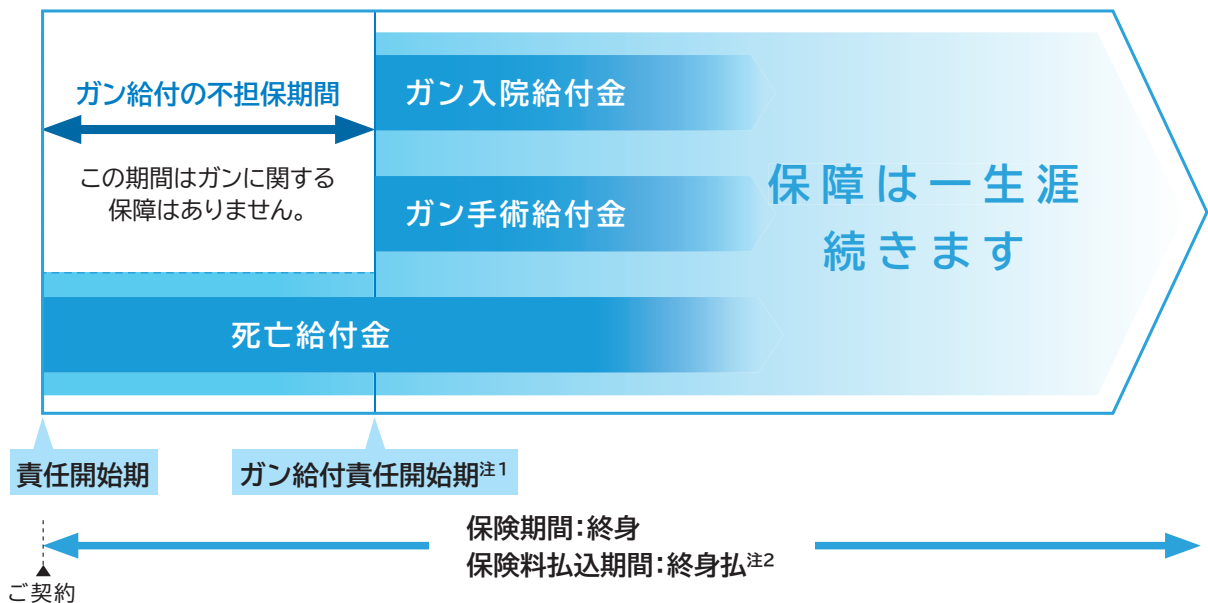 ガン給付の不担保期間
この期間はガンに関する
保障はありません。
ガン入院給付金
ガン手術給付金
死亡給付金
保障は一生涯
続きます
責任開始期
ガン給付責任開始期注1
保険期間：終身
保険料払込期間：終身払注2
ご契約